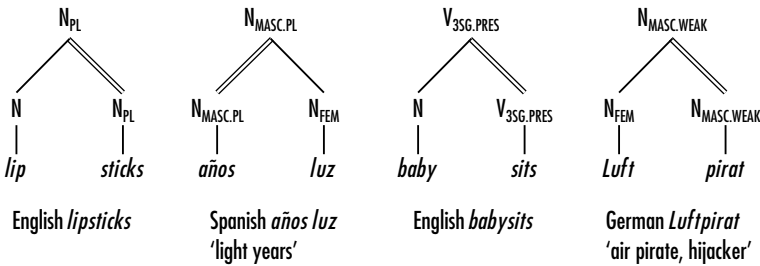 N_PL N_MASC.PL V_3SG.PRES N_MASC.WEAK
N N_PL N_MASC.PL N_FEM N V_3SG.PRES N_FEM N_MASC.WEAK
lip sticks años luz baby sits Luft pirat
English lipsticks Spanish años luz English babysits German Luftpirat
‘light years’ ‘air pirate, hijacker’